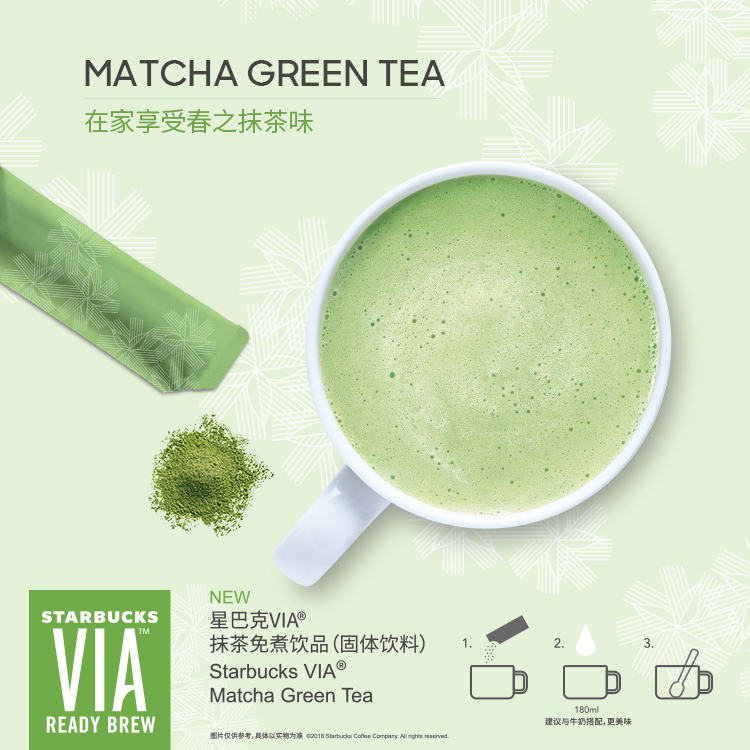 MATCHA GREEN TEA
在家享受春之抹茶味
NEW
星巴克VIA®
抹茶免煮饮品(固体饮料)
Starbucks VIA®
Matcha Green Tea
STARBUCKS
VIA™
READY BREW
1.
2.
3.
180ml
建议与牛奶搭配,更美味
图片仅供参考,具体以实物为准 ©2018 Starbucks Coffee Company. All rights reserved.